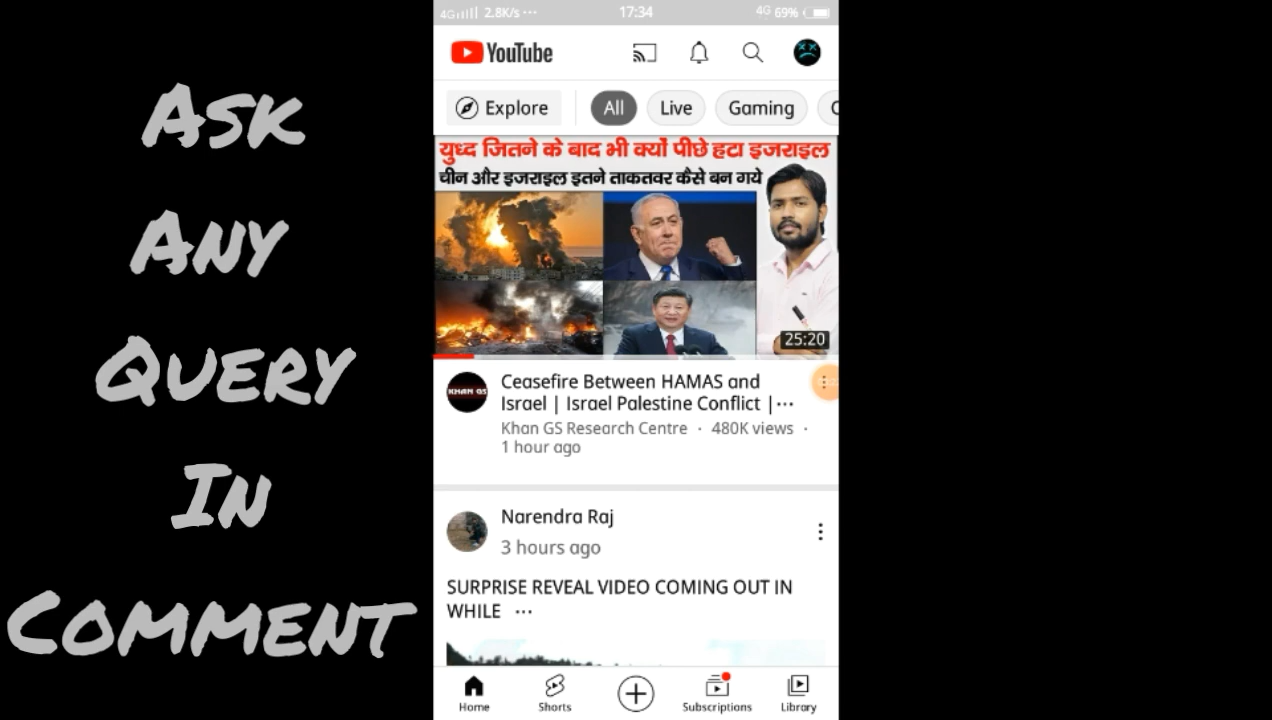 Ask
Any
Query
In
Comment
4G 2.8K/s ··· 17:34 4G 69%
YouTube
Explore All Live Gaming
युध्द जितने के बाद भी क्यों पीछे हटा इजराइल
चीन और इजराइल इतने ताकतवर कैसे बन गये
25:20
KHAN GS
Ceasefire Between HAMAS and
Israel | Israel Palestine Conflict |···
Khan GS Research Centre · 480K views ·
1 hour ago
Narendra Raj
3 hours ago
SURPRISE REVEAL VIDEO COMING OUT IN
WHILE ···
Home Shorts Subscriptions Library